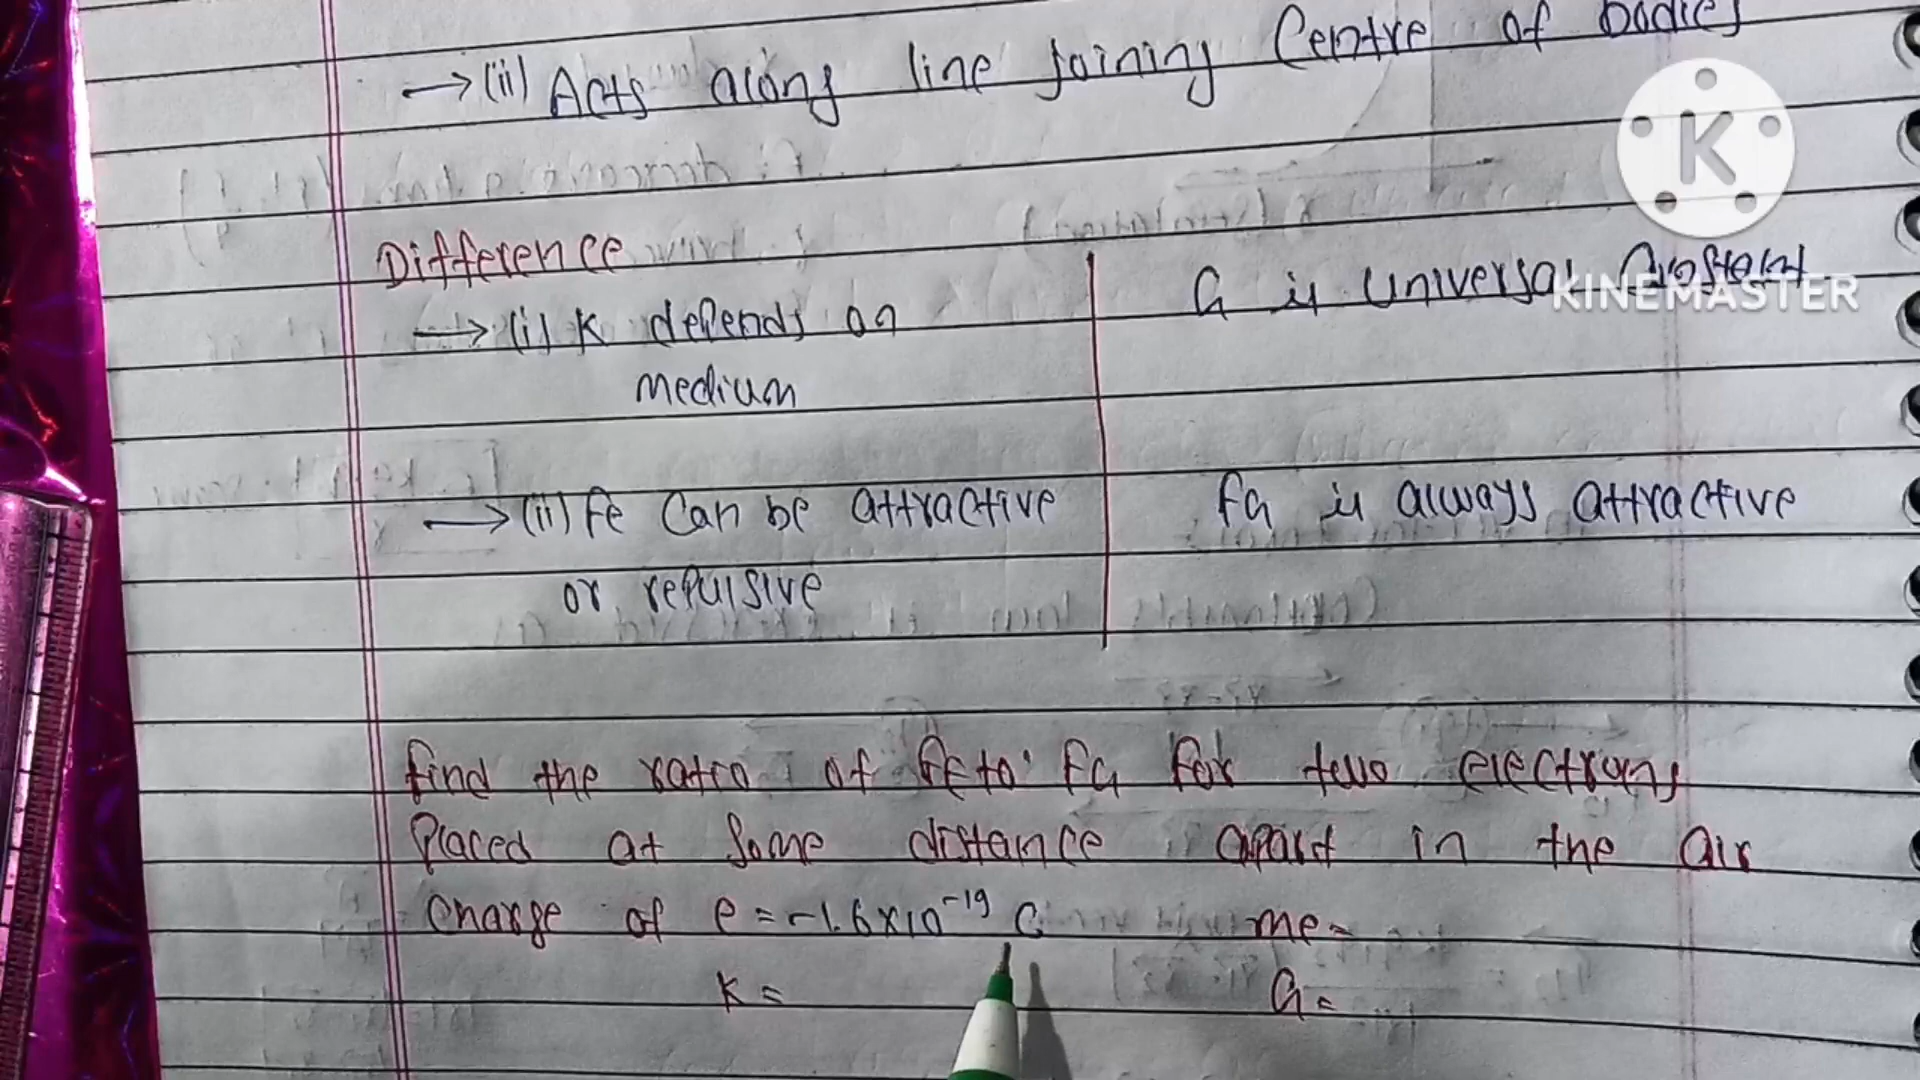 → (ii) Acts along line joining Centre of bodies
K
KINEMASTER
Difference
→ (i) K depends on
medium
G is universal Constant
→ (ii) Fe Can be attractive
or repulsive
FG is always attractive
find the ratio of Fe to FG for two electrons
Placed at some distance apart in the air
Charge of e = -1.6×10⁻¹⁹ C me=
K = G=